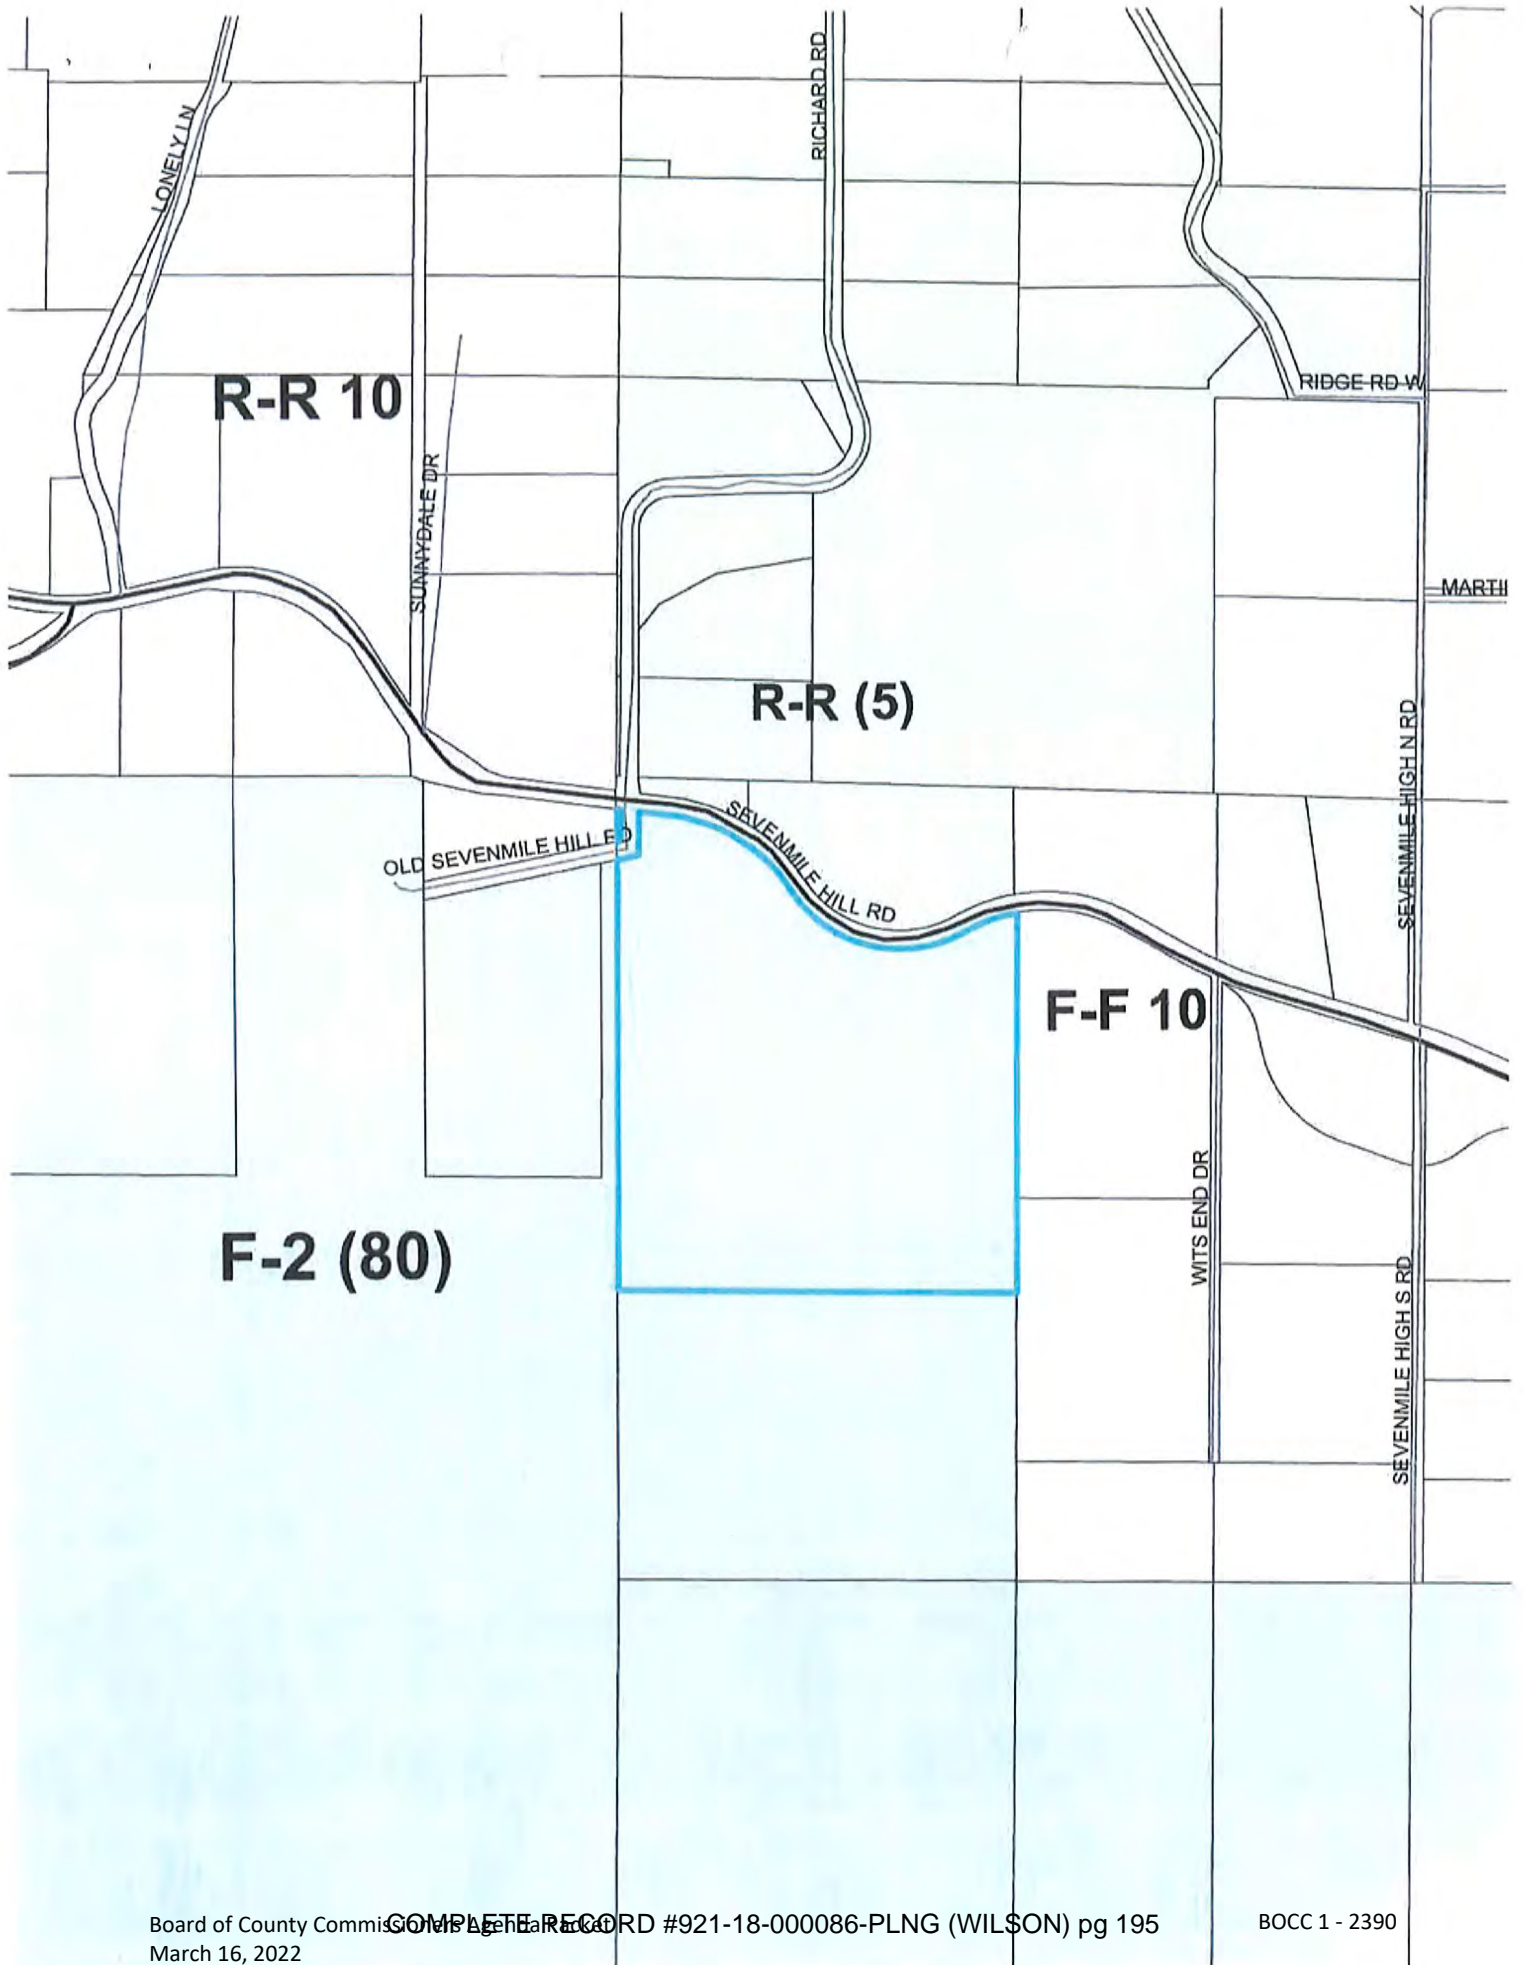 LONELY LN
RICHARD RD
R-R 10
RIDGE RD W
SUNNYDALE DR
R-R (5)
SEVENMILE HIGH N RD
OLD SEVENMILE HILL RD
SEVENMILE HILL RD
F-F 10
WITS END DR
F-2 (80)
SEVENMILE HIGH S RD
Board of County Commissioners Agenda Packet
COMPLETE RECORD #921-18-000086-PLNG (WILSON) pg 195
BOCC 1 - 2390
March 16, 2022